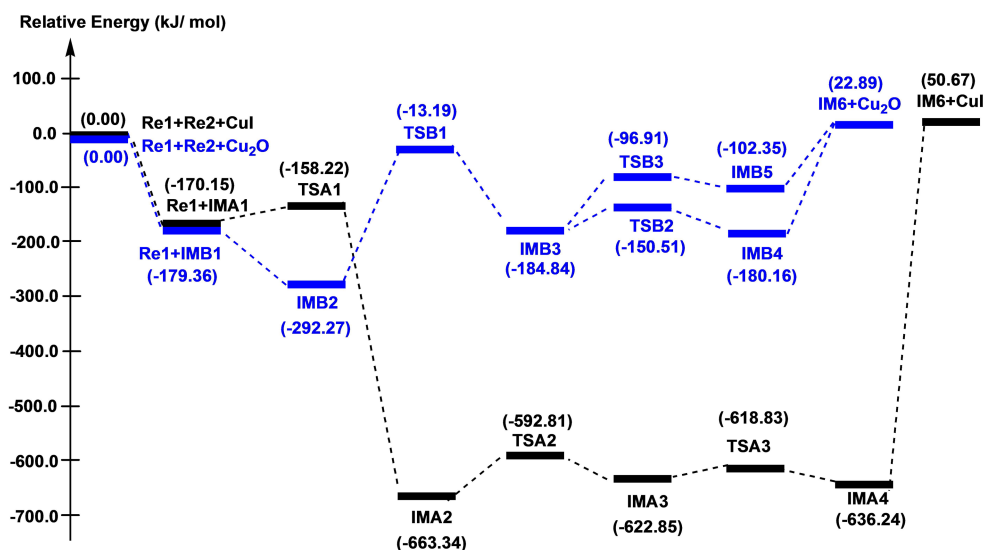 Relative Energy (kJ/ mol)
100.0
0.0
-100.0
-200.0
-300.0
-400.0
-500.0
-600.0
-700.0
(0.00)
Re1+Re2+CuI
Re1+Re2+Cu₂O
(0.00)
(-170.15)
Re1+IMA1
Re1+IMB1
(-179.36)
(-158.22)
TSA1
IMB2
(-292.27)
(-13.19)
TSB1
IMB3
(-184.84)
(-96.91)
TSB3
TSB2
(-150.51)
(-102.35)
IMB5
IMB4
(-180.16)
(22.89)
IM6+Cu₂O
(50.67)
IM6+CuI
IMA2
(-663.34)
(-592.81)
TSA2
IMA3
(-622.85)
(-618.83)
TSA3
IMA4
(-636.24)